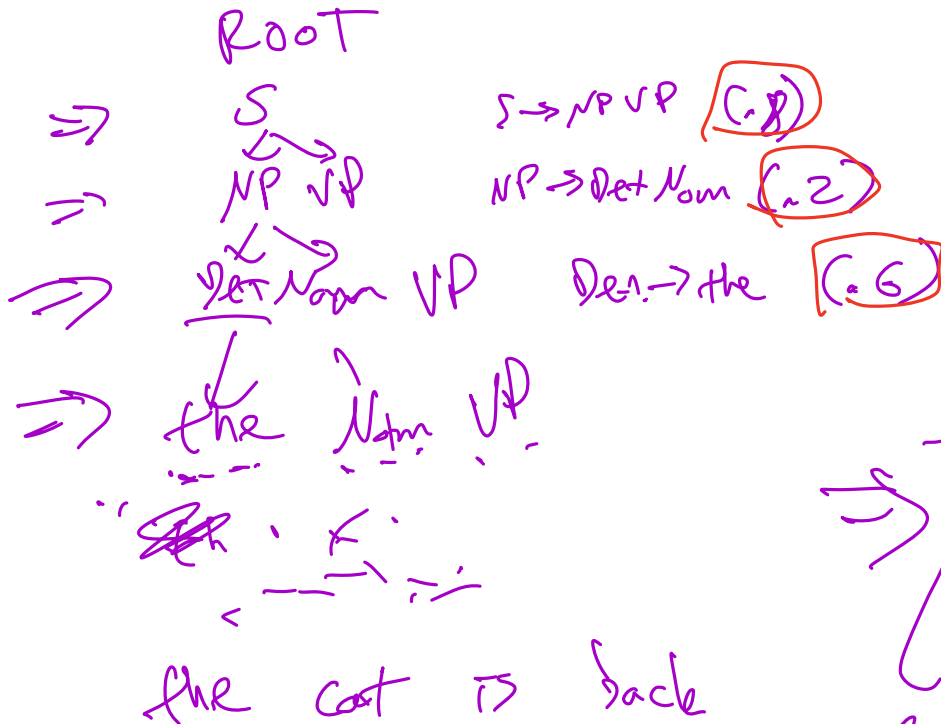 ROOT
⇒ S S → NP VP (.8)
⇒ NP VP NP → Det Nom (.2)
⇒ Det Nom VP Det → the (.6)
⇒ the Nom VP
⇒
the cat is back